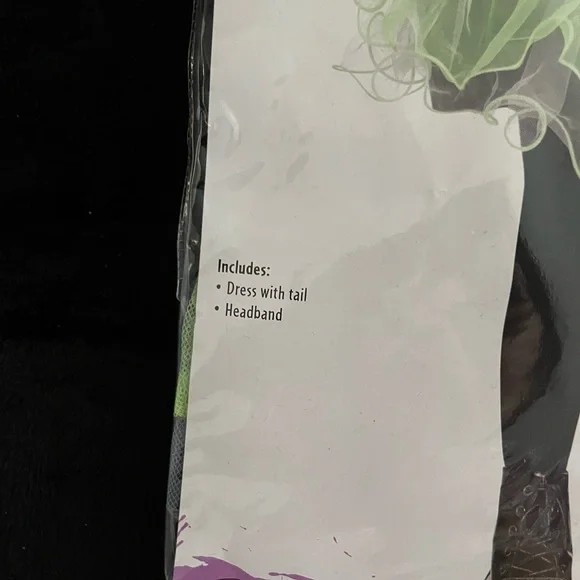 Includes:
• Dress with tail
• Headband